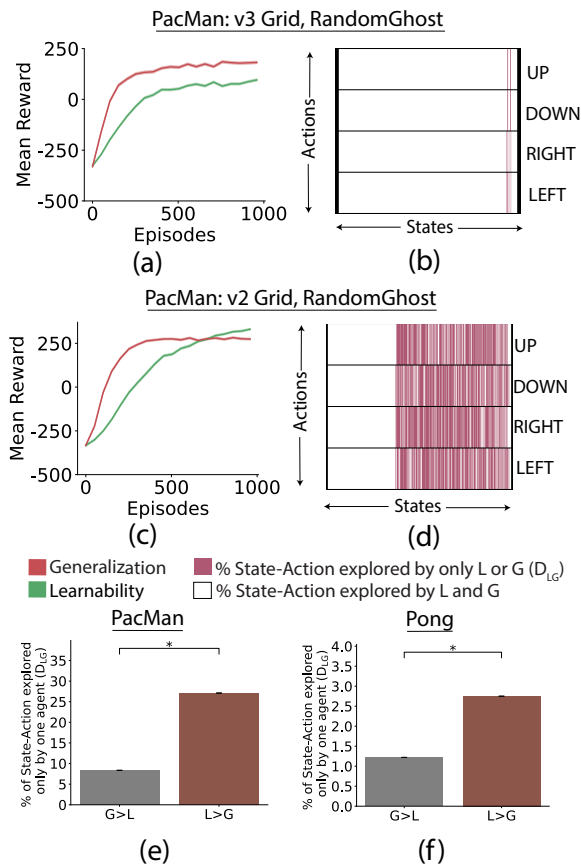 PacMan: v3 Grid, RandomGhost
Mean Reward
250
0
-250
-500
0
500
1000
Episodes
(a)
Actions
UP
DOWN
RIGHT
LEFT
States
(b)
PacMan: v2 Grid, RandomGhost
Mean Reward
250
0
-250
-500
0
500
1000
Episodes
(c)
Actions
UP
DOWN
RIGHT
LEFT
States
(d)
Generalization
Learnability
% State-Action explored by only L or G (D_LG)
% State-Action explored by L and G
PacMan
% of State-Action explored
only by one agent (D_LG)
35
30
25
20
15
10
5
0
*
G>L
L>G
(e)
Pong
% of State-Action explored
only by one agent (D_LG)
4.0
3.5
3.0
2.5
2.0
1.5
1.0
0.5
0.0
*
G>L
L>G
(f)